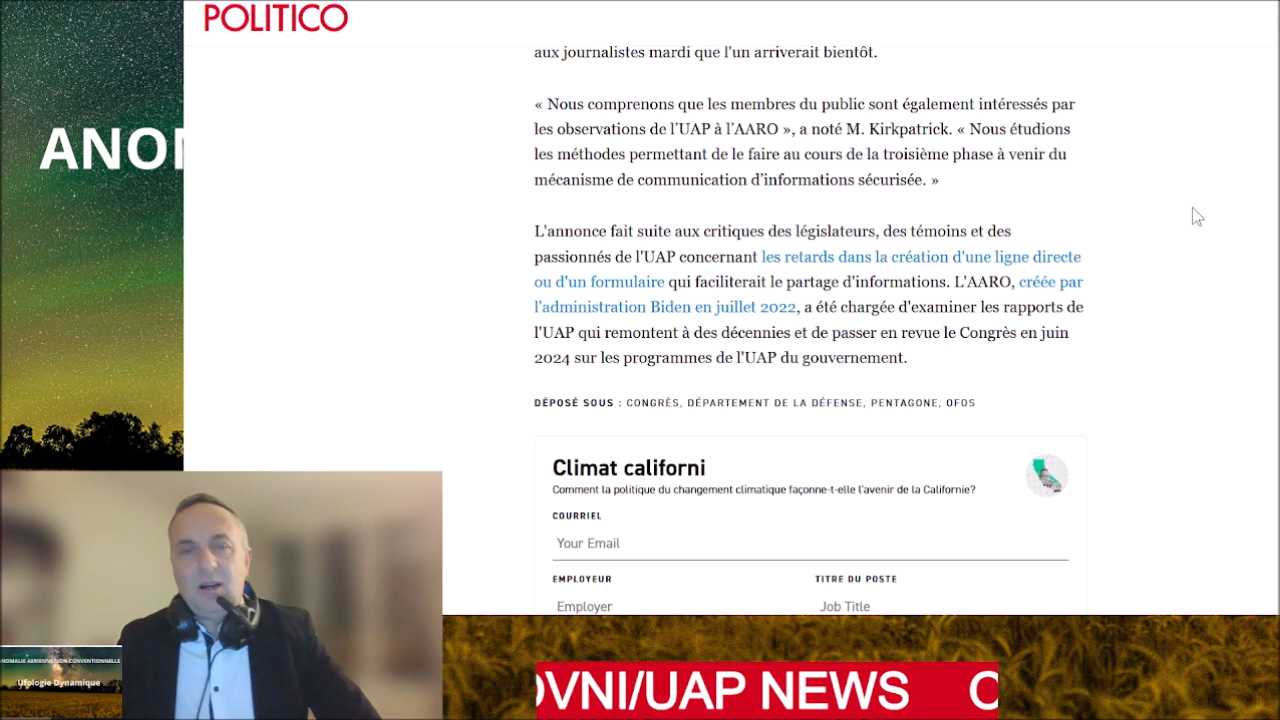 POLITICO
aux journalistes mardi que l'un arriverait bientôt.
« Nous comprenons que les membres du public sont également intéressés par
les observations de l'UAP à l'AARO », a noté M. Kirkpatrick. « Nous étudions
les méthodes permettant de le faire au cours de la troisième phase à venir du
mécanisme de communication d'informations sécurisée. »
L'annonce fait suite aux critiques des législateurs, des témoins et des
passionnés de l'UAP concernant les retards dans la création d'une ligne directe
ou d'un formulaire qui faciliterait le partage d'informations. L'AARO, créée par
l'administration Biden en juillet 2022, a été chargée d'examiner les rapports de
l'UAP qui remontent à des décennies et de passer en revue le Congrès en juin
2024 sur les programmes de l'UAP du gouvernement.
DÉPOSÉ SOUS : CONGRÈS, DÉPARTEMENT DE LA DÉFENSE, PENTAGONE, OFOS
Climat californi
Comment la politique du changement climatique façonne-t-elle l'avenir de la Californie?
COURRIEL
Your Email
EMPLOYEUR TITRE DU POSTE
Employer Job Title
ANOM
NOMALIE AERIENNE NON-CONVENTIONNELLE
Ufologie Dynamique
OVNI/UAP NEWS O